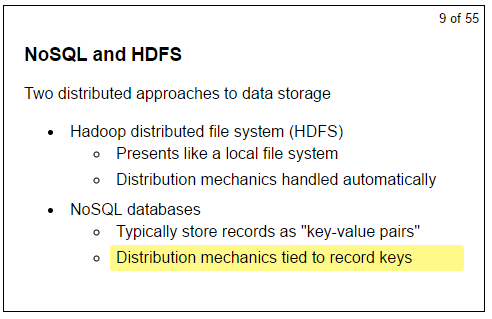 9 of 55
NoSQL and HDFS
Two distributed approaches to data storage
• Hadoop distributed file system (HDFS)
◦ Presents like a local file system
◦ Distribution mechanics handled automatically
• NoSQL databases
◦ Typically store records as "key-value pairs"
◦ Distribution mechanics tied to record keys